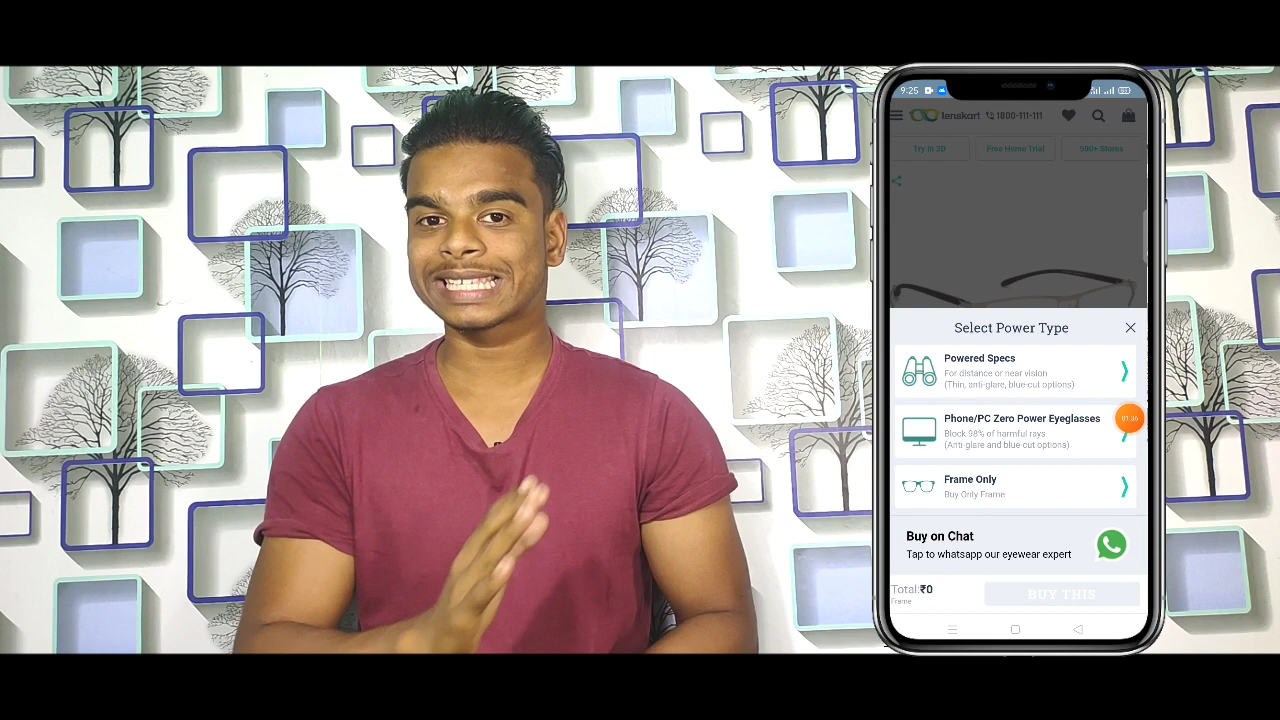 9:25
lenskart 1800-111-111
Try in 3D Free Home Trial 500+ Stores
Select Power Type
Powered Specs
For distance or near vision
(Thin, anti-glare, blue-cut options)
Phone/PC Zero Power Eyeglasses
Block 98% of harmful rays
(Anti-glare and blue cut options)
Frame Only
Buy Only Frame
Buy on Chat
Tap to whatsapp our eyewear expert
Total:₹0
Frame
BUY THIS